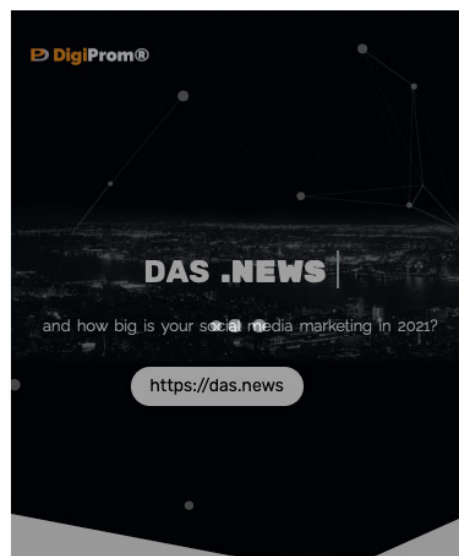 DigiProm®
DAS .NEWS
and how big is your social media marketing in 2021?
https://das.news